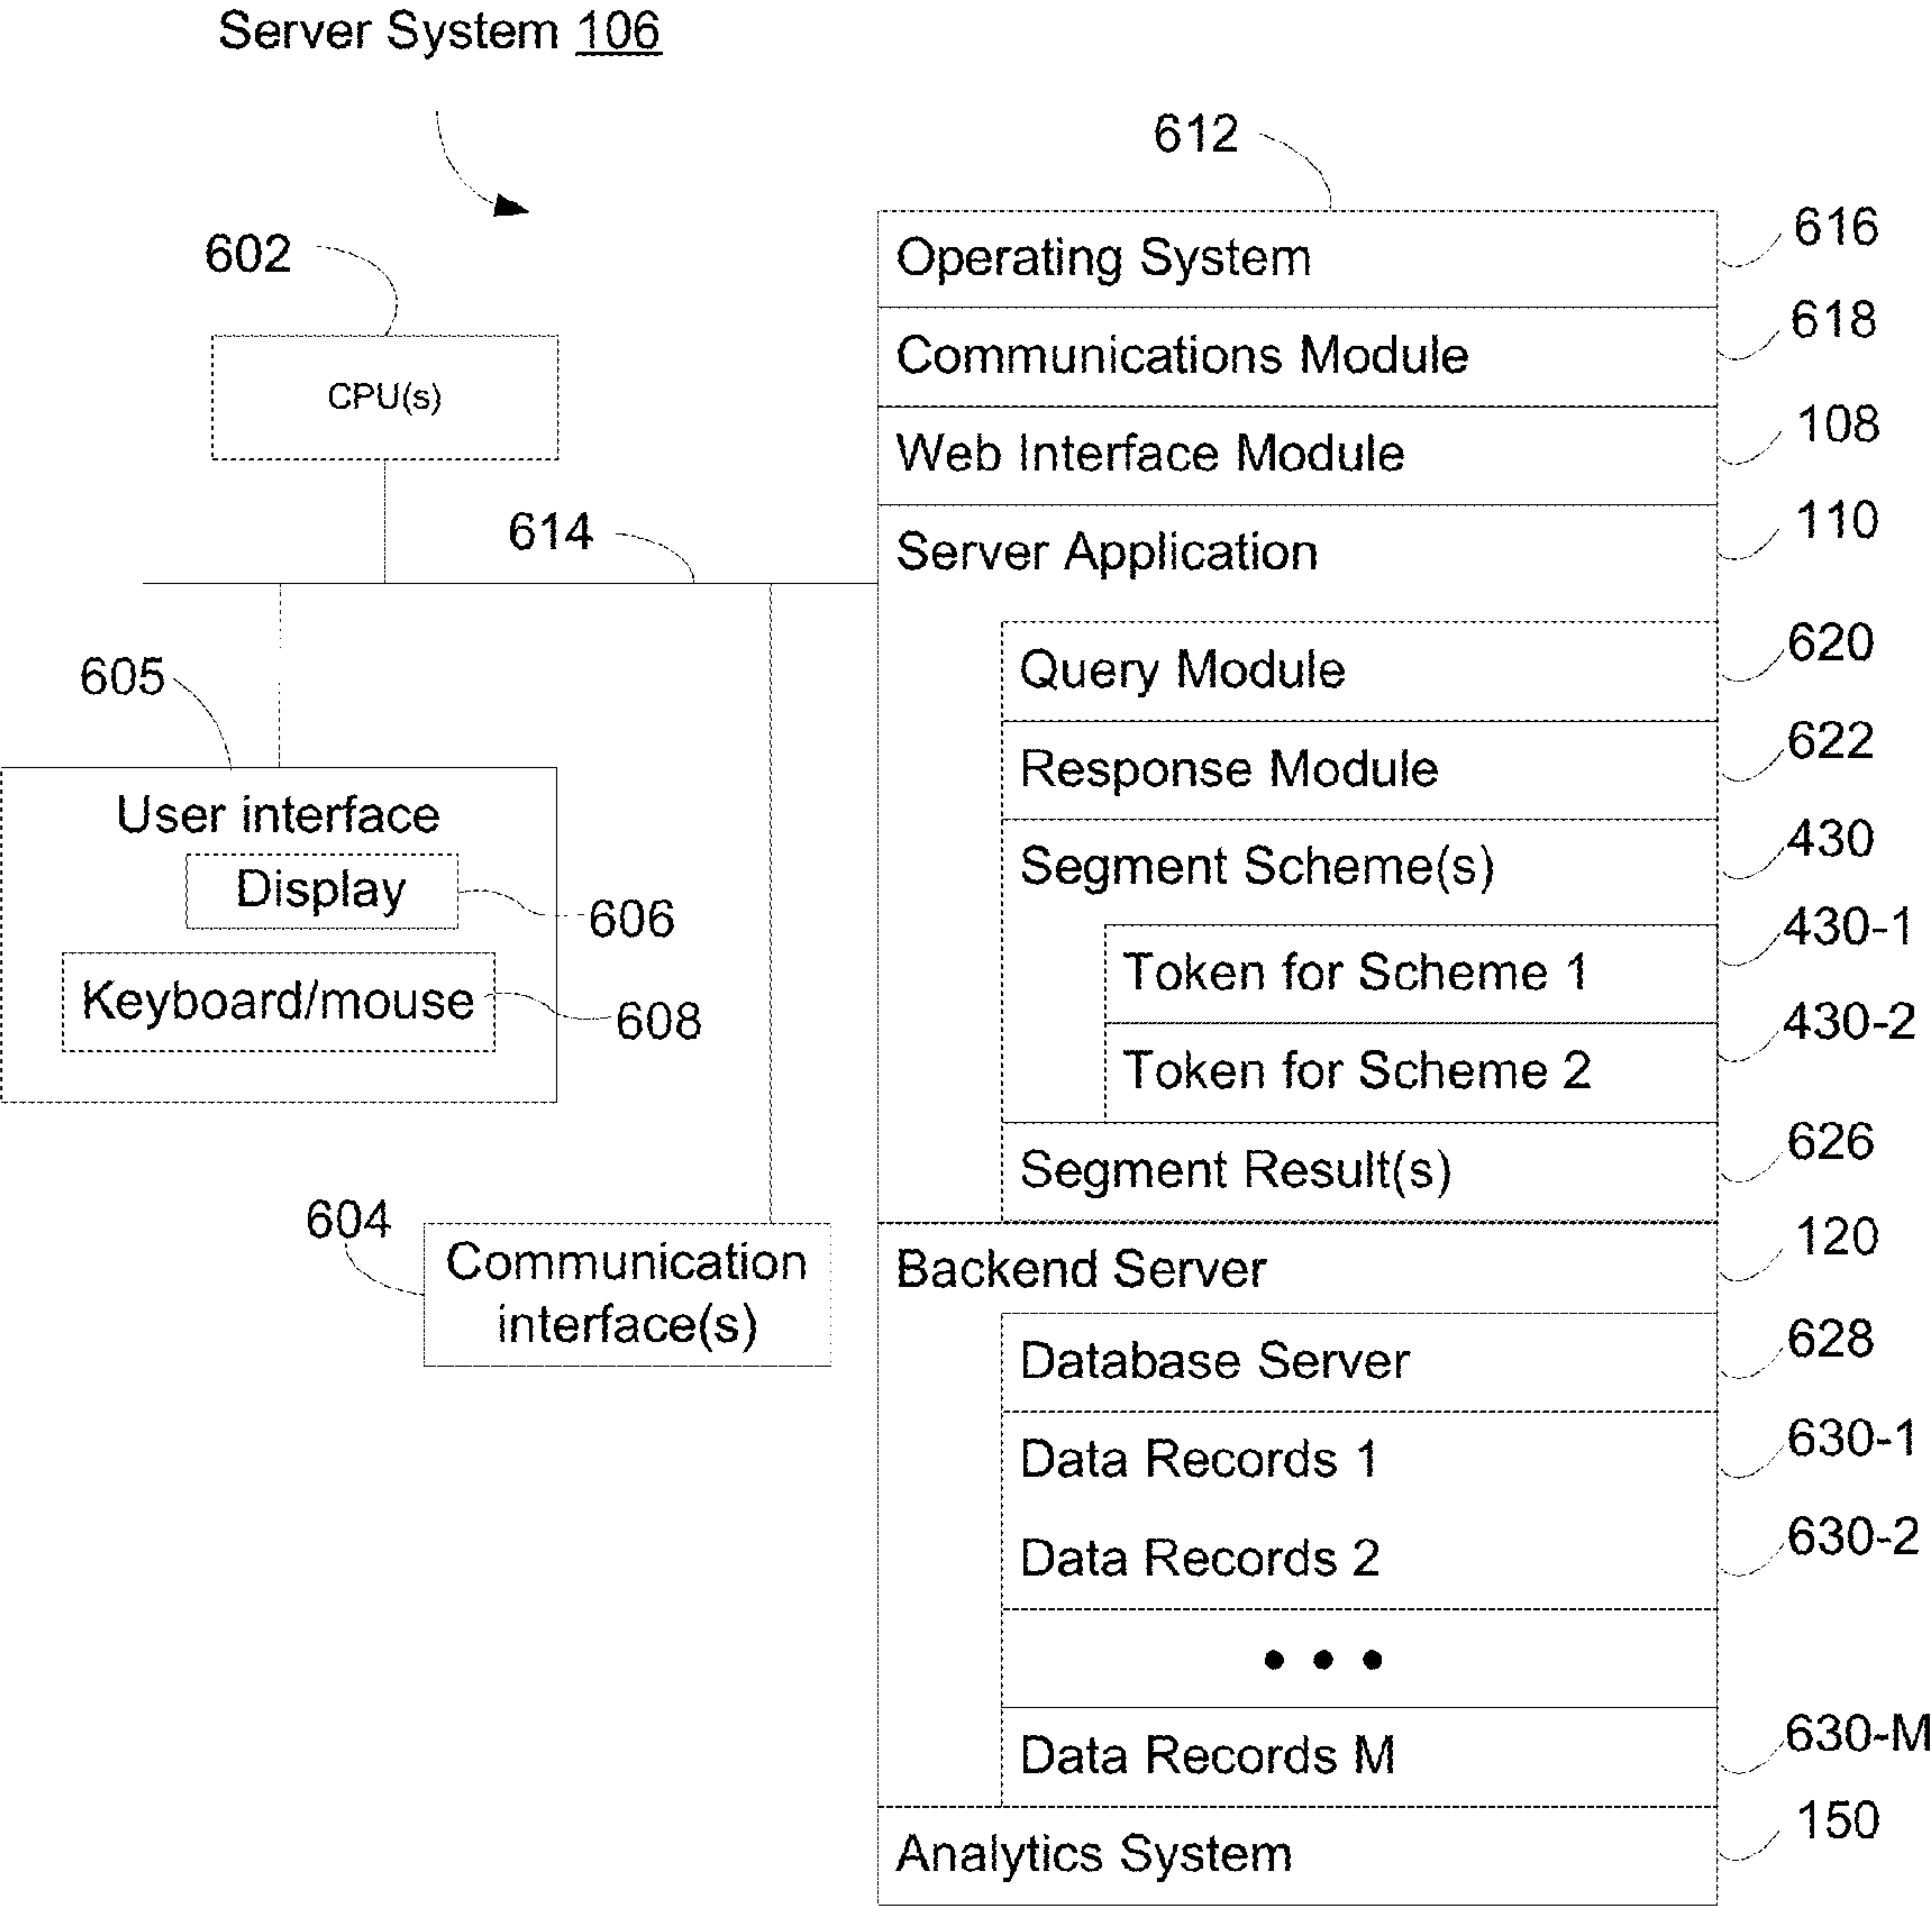 Server System 106
612
602
CPU(s)
614
605
User interface
Display
606
Keyboard/mouse
608
604
Communication
interface(s)
Operating System
616
Communications Module
618
Web Interface Module
108
Server Application
110
Query Module
620
Response Module
622
Segment Scheme(s)
430
Token for Scheme 1
430-1
Token for Scheme 2
430-2
Segment Result(s)
626
Backend Server
120
Database Server
628
Data Records 1
630-1
Data Records 2
630-2
• • •
Data Records M
630-M
Analytics System
150